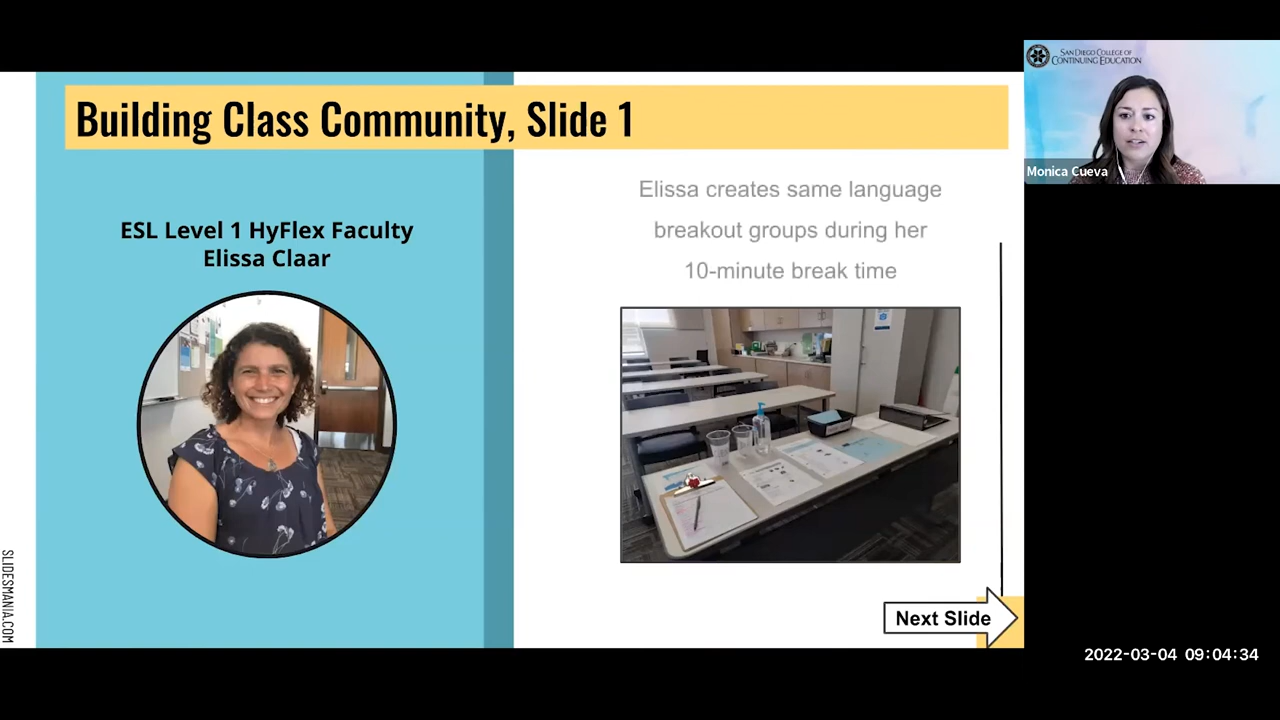 Building Class Community, Slide 1
ESL Level 1 HyFlex Faculty
Elissa Claar
Elissa creates same language
breakout groups during her
10-minute break time
Next Slide
SLIDESMANIA.COM
SAN DIEGO COLLEGE OF
CONTINUING EDUCATION
Monica Cueva
2022-03-04 09:04:34